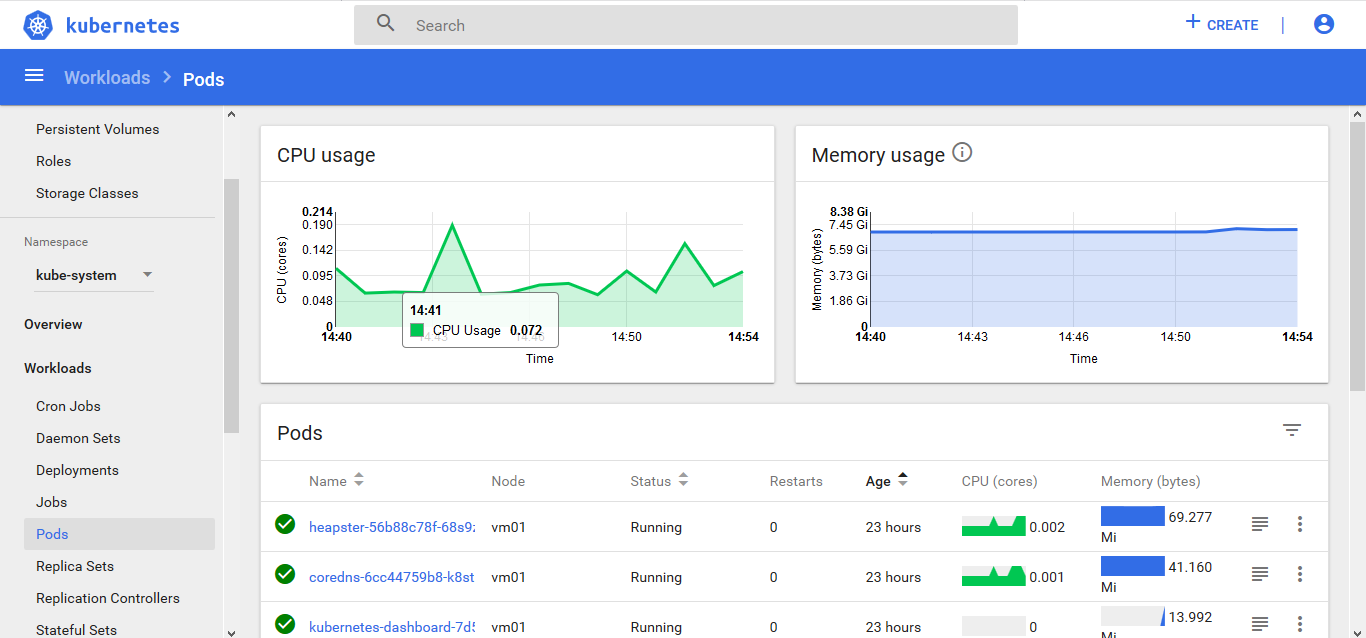 kubernetes
Search
CREATE
Workloads
Pods
Persistent Volumes
Roles
Storage Classes
Namespace
kube-system
Overview
Workloads
Cron Jobs
Daemon Sets
Deployments
Jobs
Pods
Replica Sets
Replication Controllers
Stateful Sets
CPU usage
CPU (cores)
0.214
0.190
0.142
0.095
0.048
0
14:40
14:43
14:46
14:50
14:54
Time
14:41
CPU Usage 0.072
Memory usage
Memory (bytes)
8.38 Gi
7.45 Gi
5.59 Gi
3.73 Gi
1.86 Gi
0
14:40
14:43
14:46
14:50
14:54
Time
Pods
Name Node Status Restarts Age CPU (cores) Memory (bytes)
heapster-56b88c78f-68s9 vm01 Running 0 23 hours 0.002 69.277
Mi
coredns-6cc44759b8-k8st vm01 Running 0 23 hours 0.001 41.160
Mi
kubernetes-dashboard-7d vm01 Running 0 23 hours 0 13.992
Mi